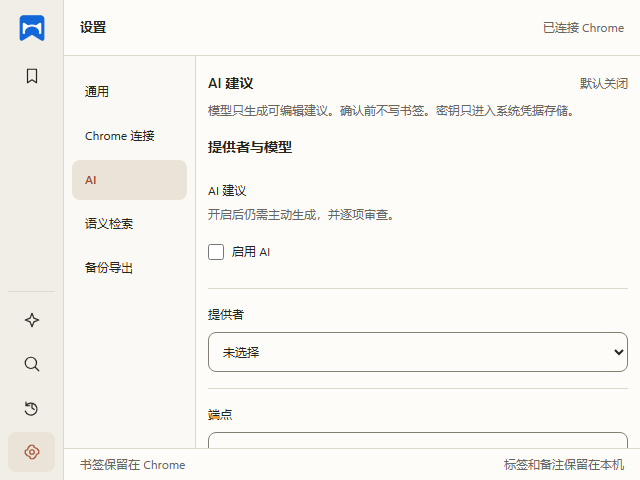 设置
已连接 Chrome
通用
Chrome 连接
AI
语义检索
备份导出
AI 建议
默认关闭
模型只生成可编辑建议。确认前不写书签。密钥只进入系统凭据存储。
提供者与模型
AI 建议
开启后仍需主动生成，并逐项审查。
启用 AI
提供者
未选择
端点
书签保留在 Chrome
标签和备注保留在本机